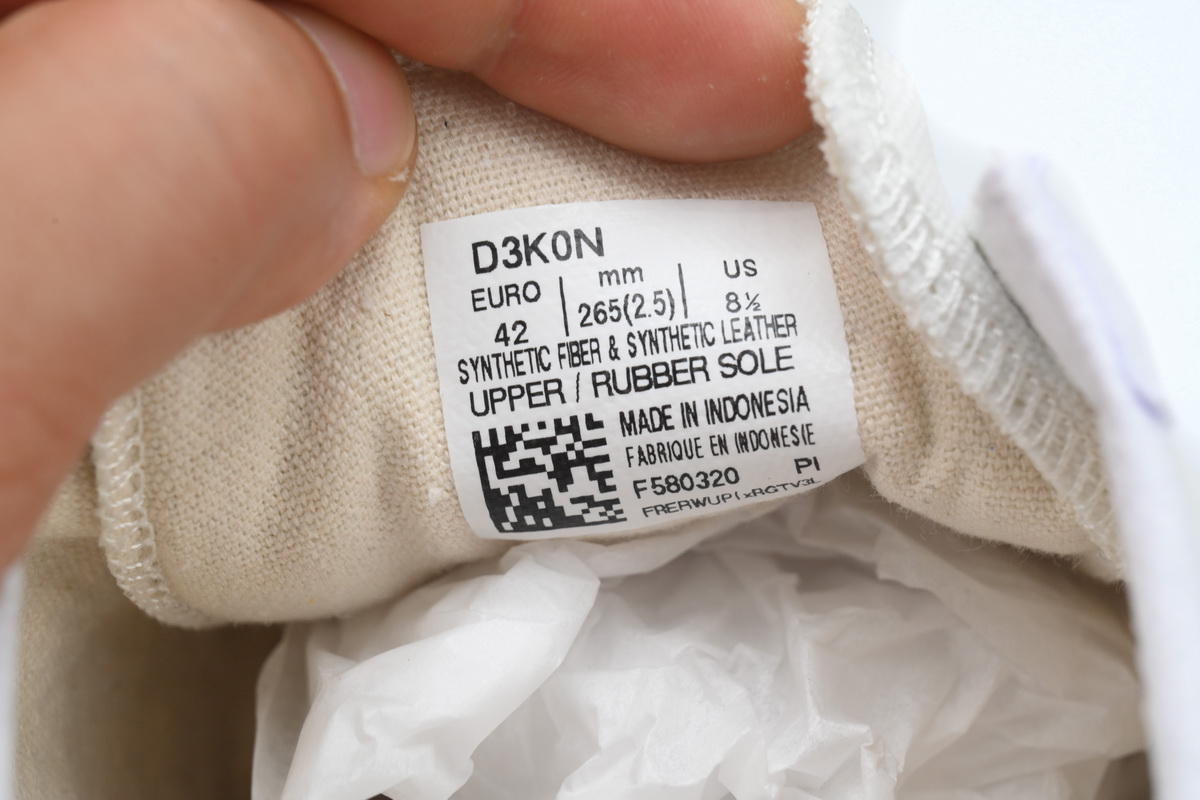 D3K0N
EURO | mm | US
42 | 265(2.5) | 8½
SYNTHETIC FIBER & SYNTHETIC LEATHER
UPPER / RUBBER SOLE
MADE IN INDONESIA
FABRIQUE EN INDONESIE
F580320 PI